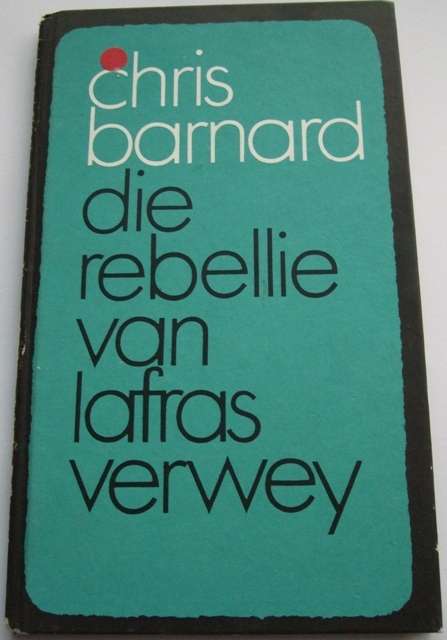 chris
barnard
die
rebellie
van
lafras
verwey